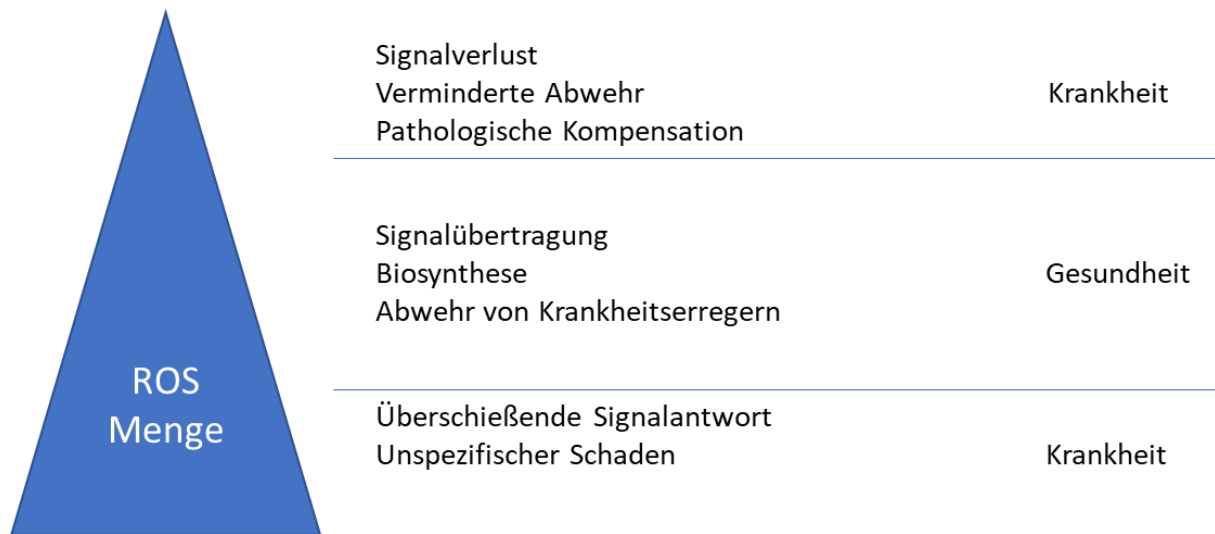 Signalverlust
Verminderte Abwehr
Pathologische Kompensation
Krankheit
Signalübertragung
Biosynthese
Abwehr von Krankheitserregern
Gesundheit
ROS
Menge
Überschießende Signalantwort
Unspezifischer Schaden
Krankheit